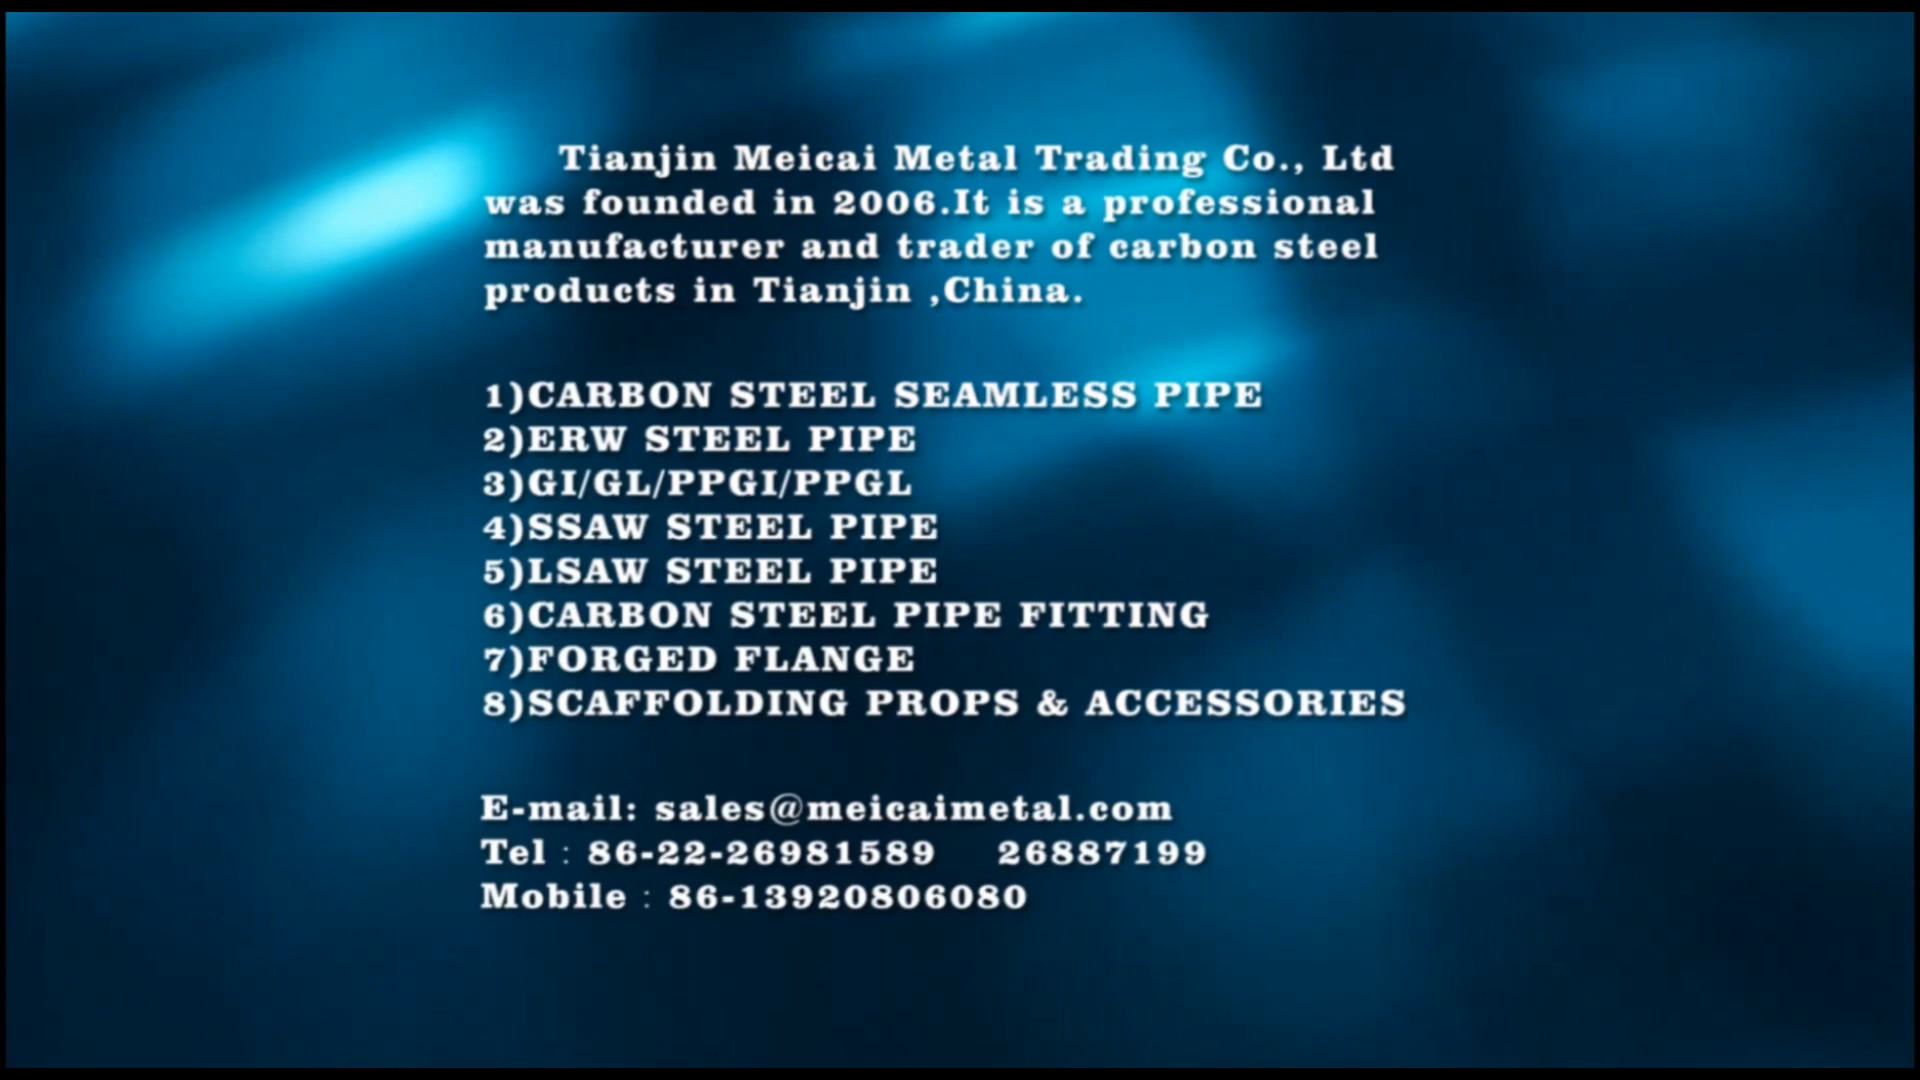 Tianjin Meicai Metal Trading Co., Ltd
was founded in 2006.It is a professional
manufacturer and trader of carbon steel
products in Tianjin ,China.
1)CARBON STEEL SEAMLESS PIPE
2)ERW STEEL PIPE
3)GI/GL/PPGI/PPGL
4)SSAW STEEL PIPE
5)LSAW STEEL PIPE
6)CARBON STEEL PIPE FITTING
7)FORGED FLANGE
8)SCAFFOLDING PROPS & ACCESSORIES
E-mail: sales@meicaimetal.com
Tel : 86-22-26981589 26887199
Mobile : 86-13920806080